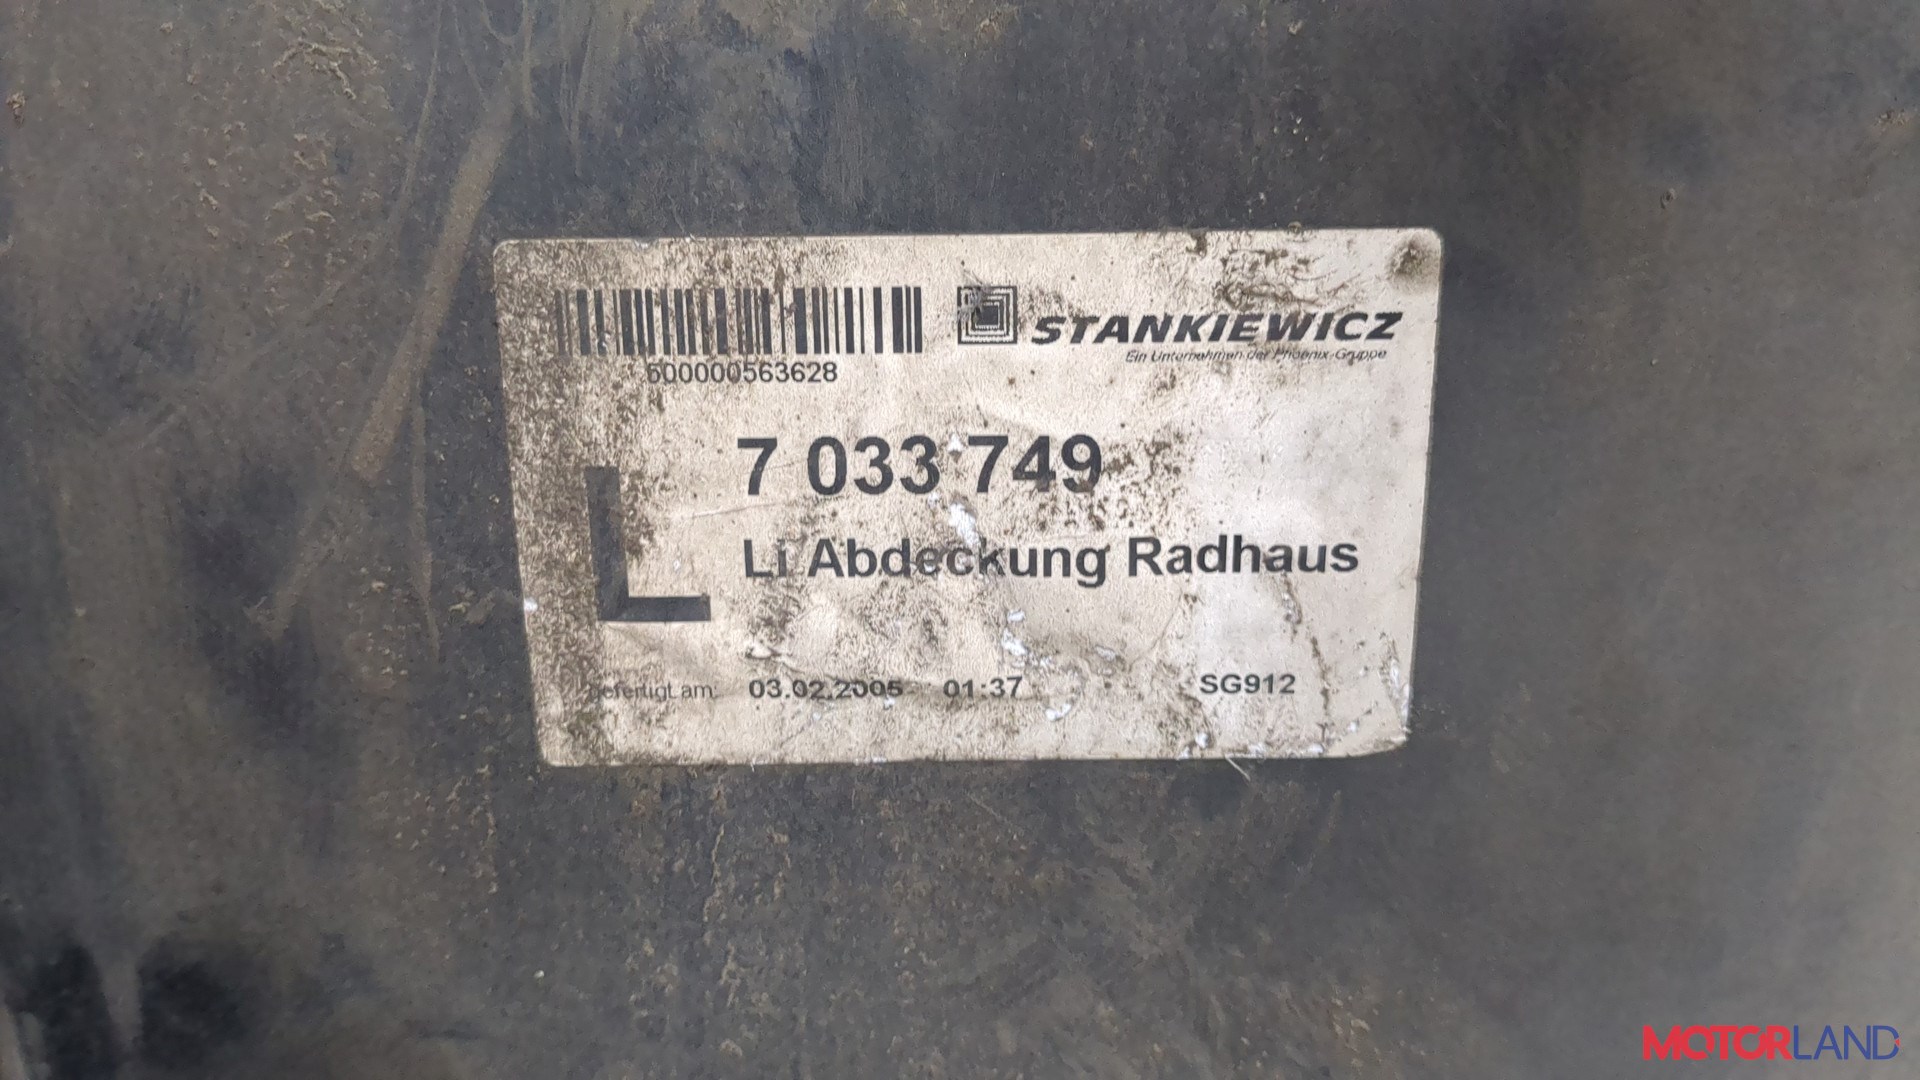 STANKIEWICZ
Ein Unternehmen der Phoenix-Gruppe
500000563628
7 033 749
L
Li Abdeckung Radhaus
gefertigt am: 03.02.2005 01:37 SG912
MOTORLAND